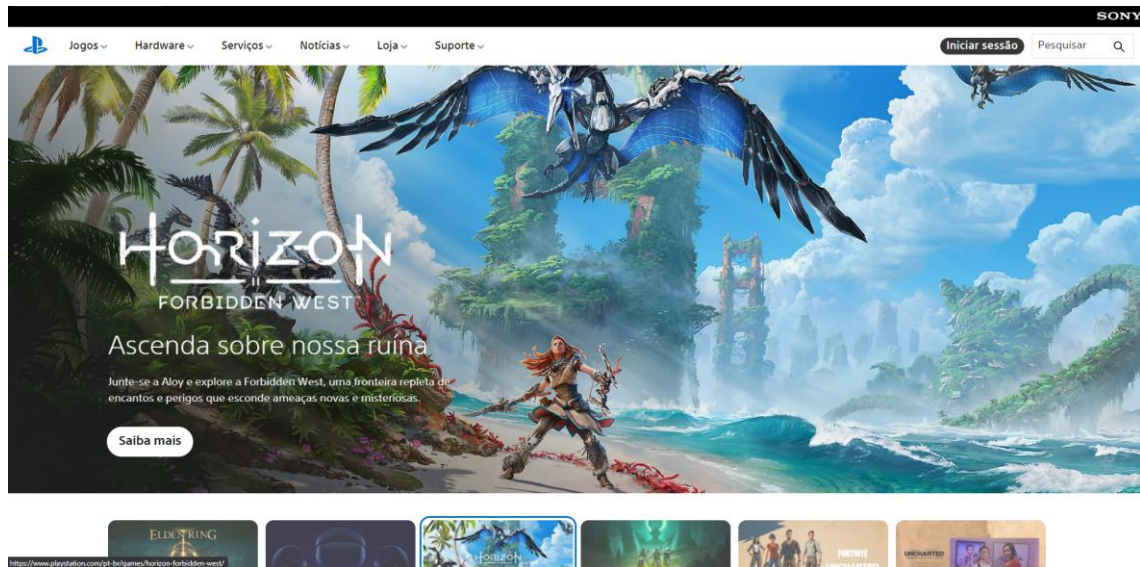 SONY
Jogos
Hardware
Serviços
Notícias
Loja
Suporte
Iniciar sessão
Pesquisar
HORIZON
FORBIDDEN WEST
Ascenda sobre nossa ruína
Junte-se a Aloy e explore a Forbidden West, uma fronteira repleta de
encantos e perigos que esconde ameaças novas e misteriosas.
Saiba mais
ELDEN RING
HORIZON
FORTNITE
UNCHARTED
UNCHARTED
https://www.playstation.com/pt-br/games/horizon-forbidden-west/